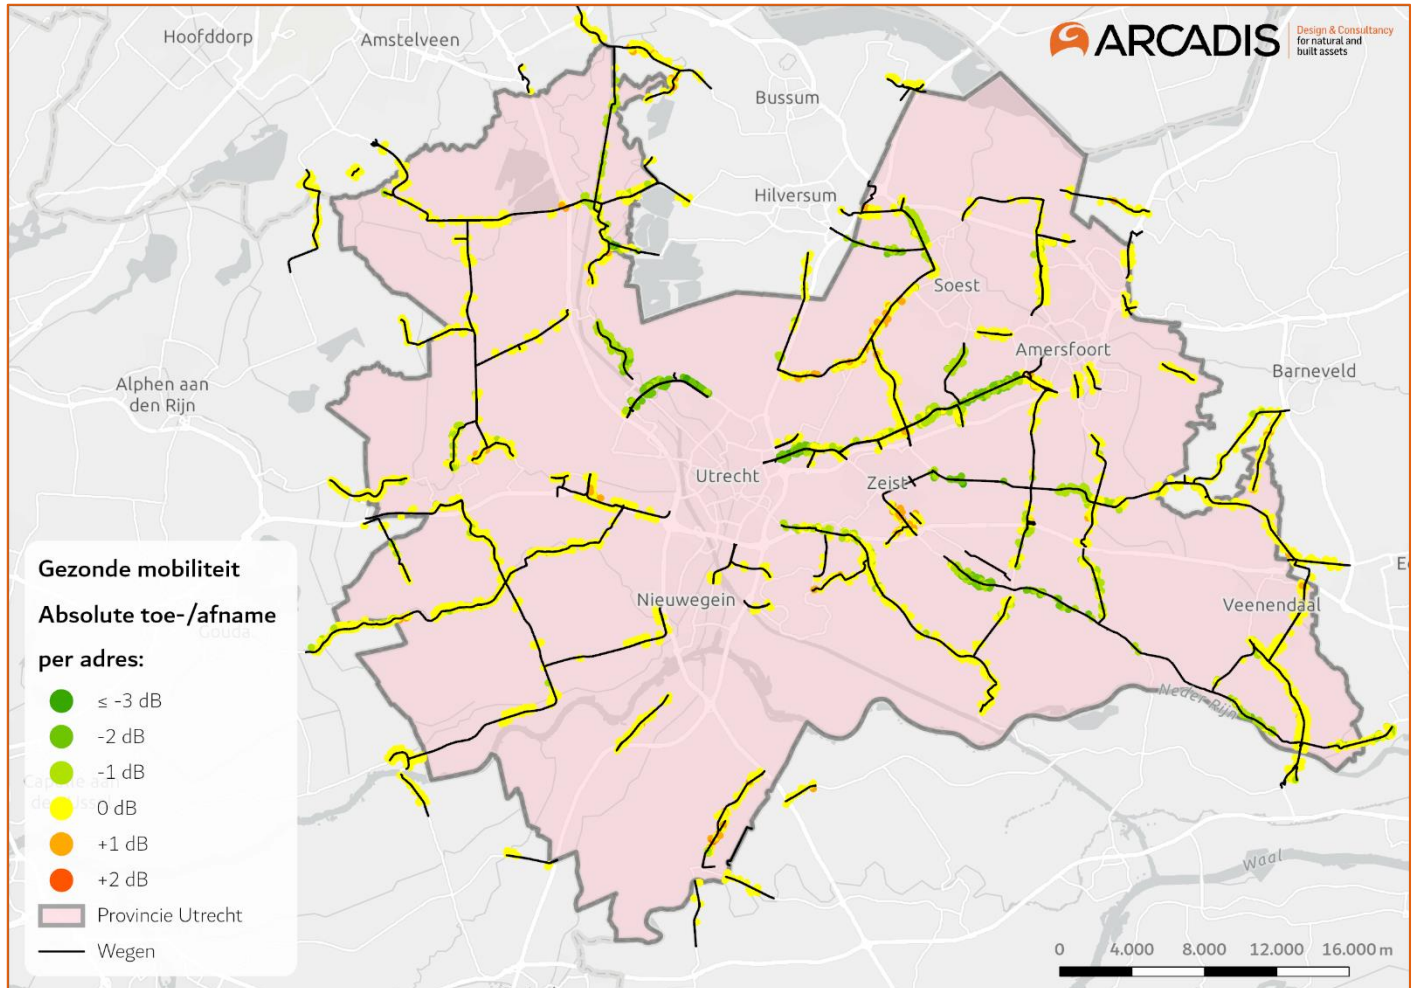 Hoofddorp
Amstelveen
ARCADIS
Design & Consultancy
for natural and
built assets
Bussum
Hilversum
Soest
Amersfoort
Barneveld
Alphen aan
den Rijn
Utrecht
Zeist
Nieuwegein
Veenendaal
Neder Rijn
Waal
Gouda
Gezonde mobiliteit
Absolute toe-/afname
per adres:
≤ -3 dB
-2 dB
-1 dB
0 dB
+1 dB
+2 dB
Provincie Utrecht
Wegen
0 4.000 8.000 12.000 16.000 m